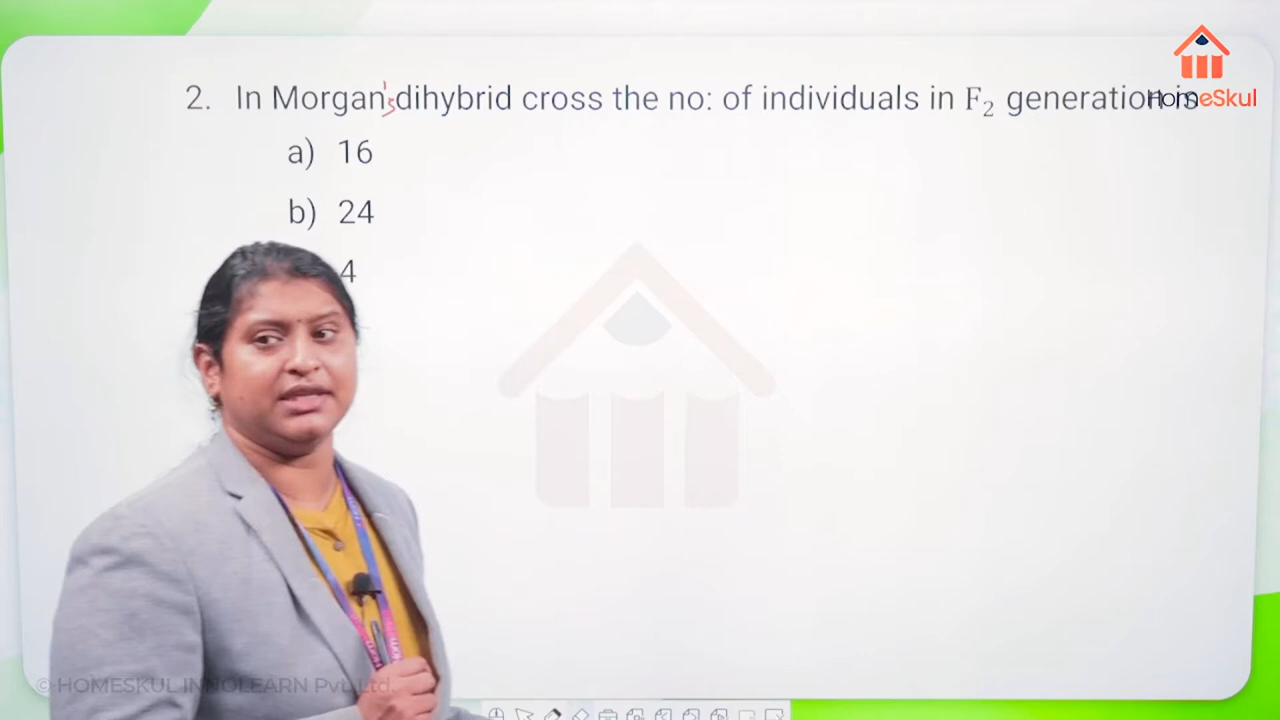 HomeSkul
2. In Morgan's dihybrid cross the no: of individuals in F₂ generation is
a) 16
b) 24
4
© HOMESKUL INNOLEARN Pvt. Ltd.